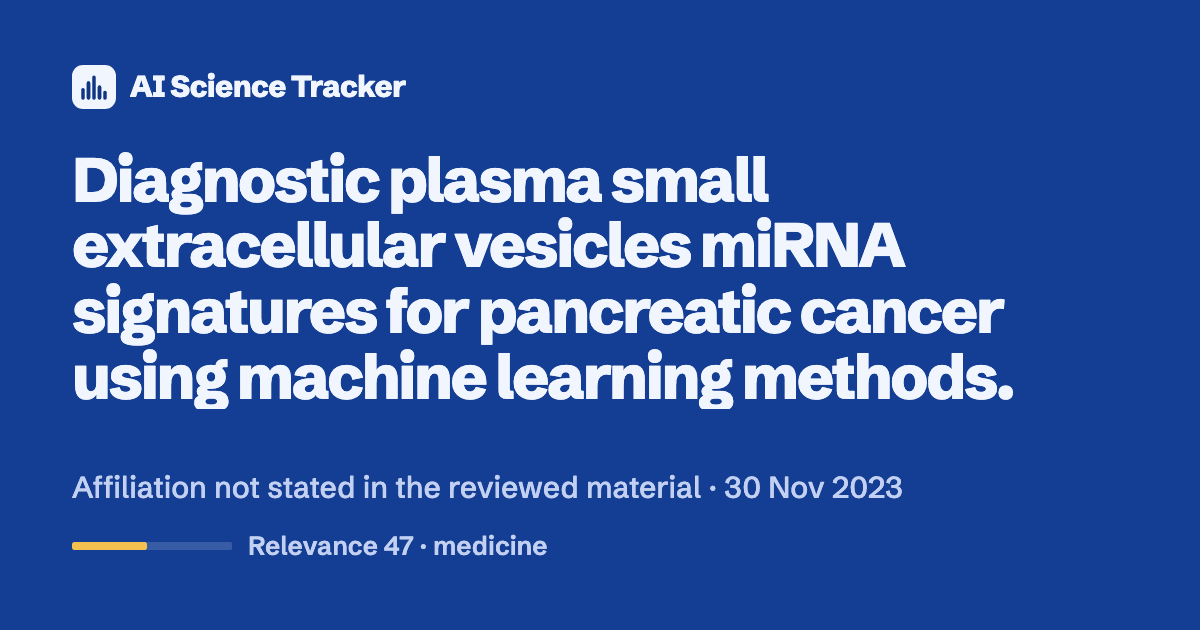 AI Science Tracker
Diagnostic plasma small
extracellular vesicles miRNA
signatures for pancreatic cancer
using machine learning methods.
Affiliation not stated in the reviewed material · 30 Nov 2023
Relevance 47 · medicine